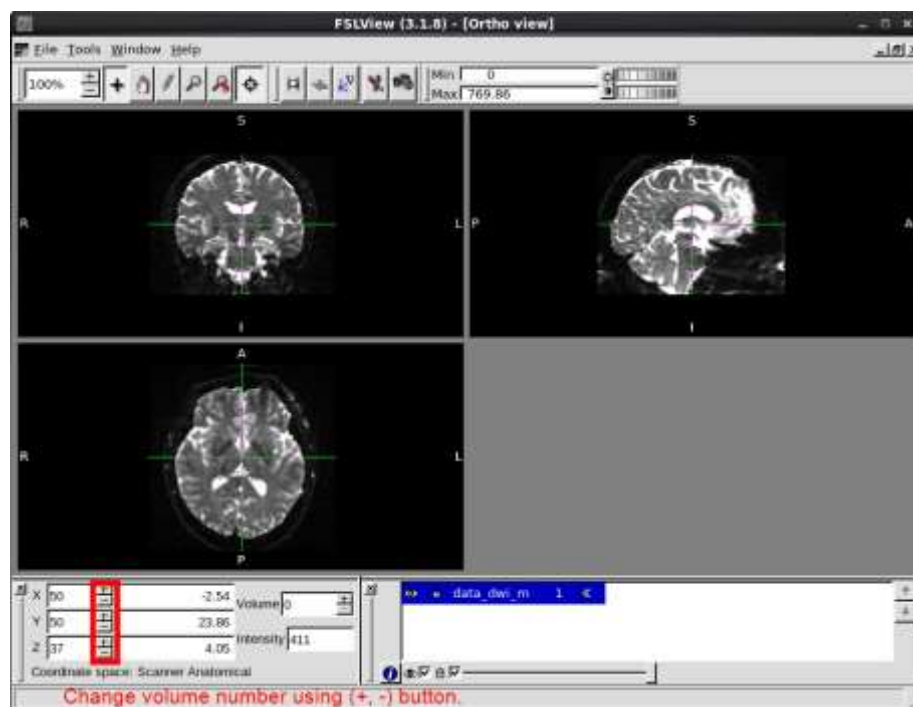 FSLView (3.1.8) - [Ortho view]
File Tools Window Help
100%
Min 0
Max 769.86
S
R
L
I
S
P
A
I
A
R
L
P
X 50 -2.54
Y 50 23.86
Z 37 4.05
Volume 0
Intensity 411
Coordinate space: Scanner Anatomical
data_dwi_m 1
Change volume number using (+, -) button.